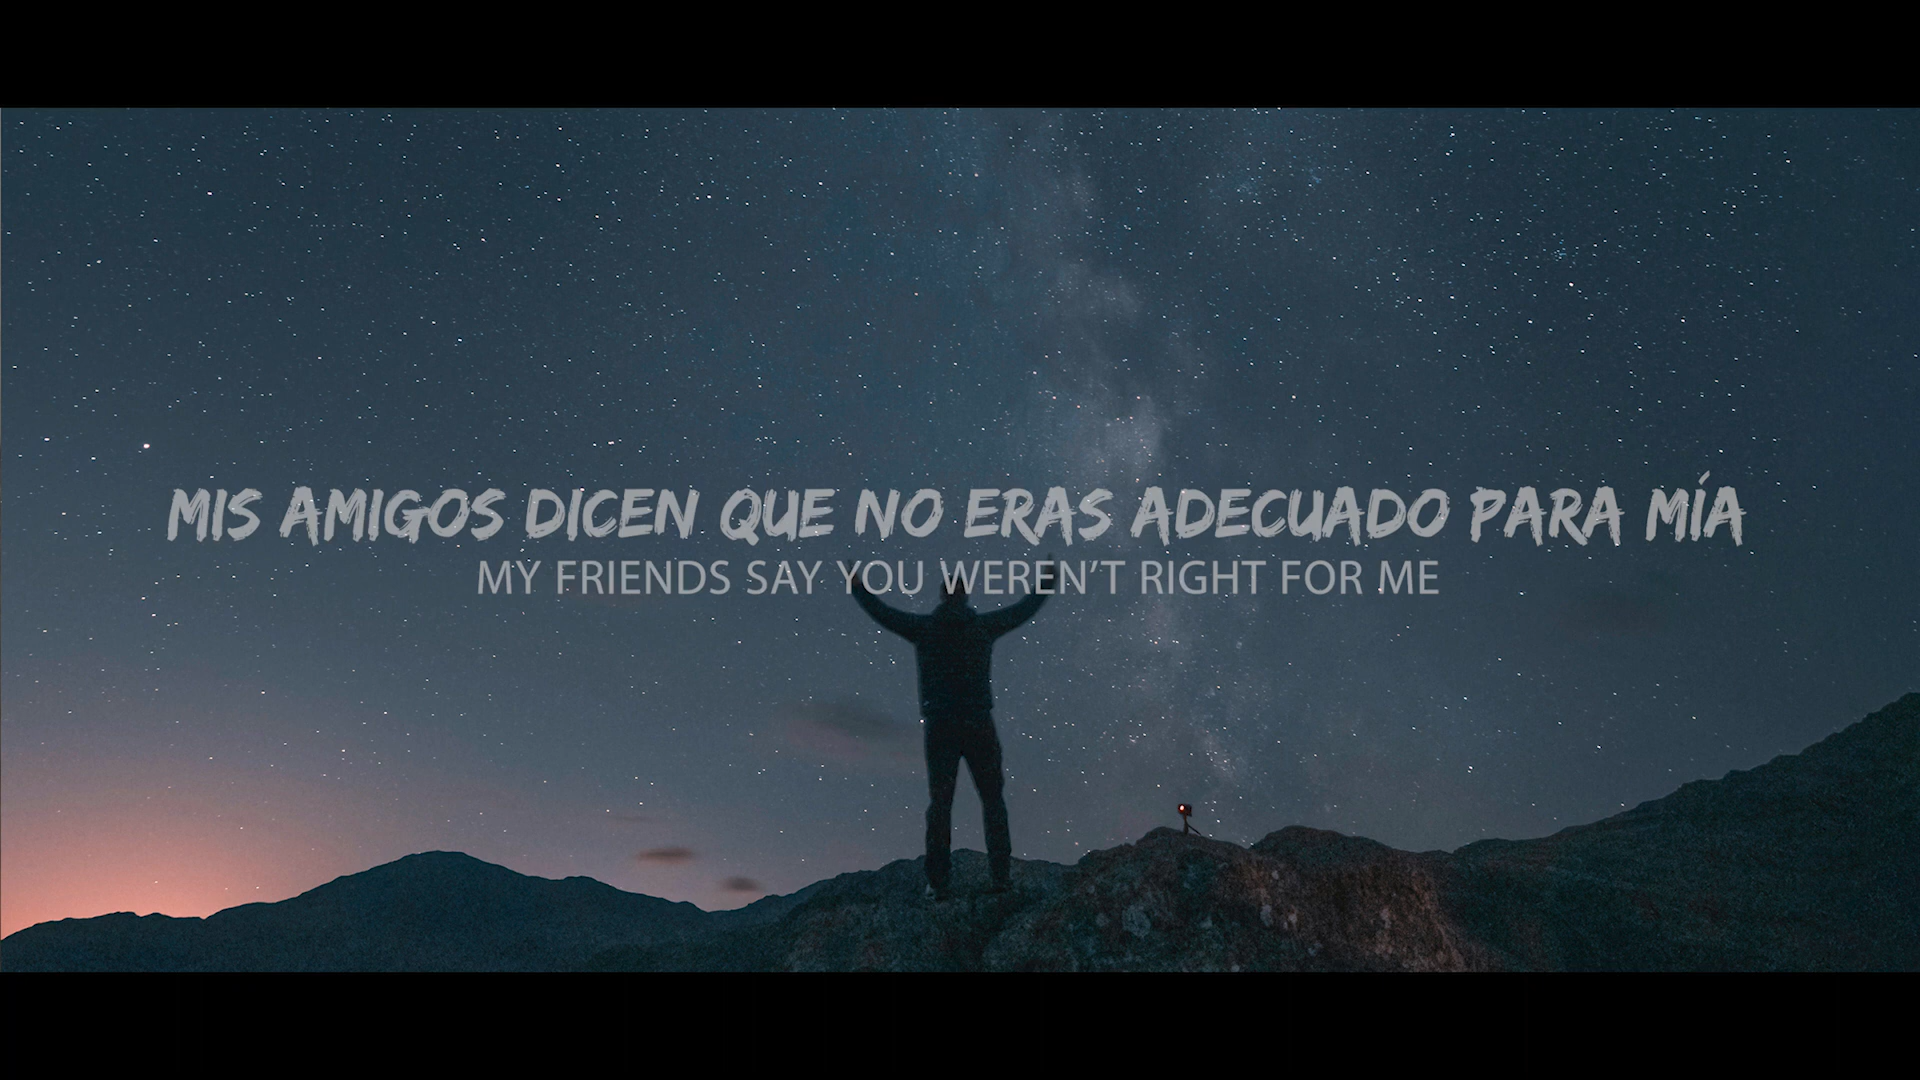 MIS AMIGOS DICEN QUE NO ERAS ADECUADO PARA MÍA
MY FRIENDS SAY YOU WEREN’T RIGHT FOR ME